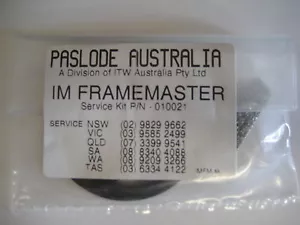 PASLODE AUSTRALIA
A Division of ITW Australia Pty Ltd
IM FRAMEMASTER
Service Kit P/N - 010021
SERVICE NSW (02) 9829 9662
VIC (03) 9585 2499
QLD (07) 3399 9541
SA (08) 8340 4088
WA (08) 9209 3266
TAS (03) 6334 4122